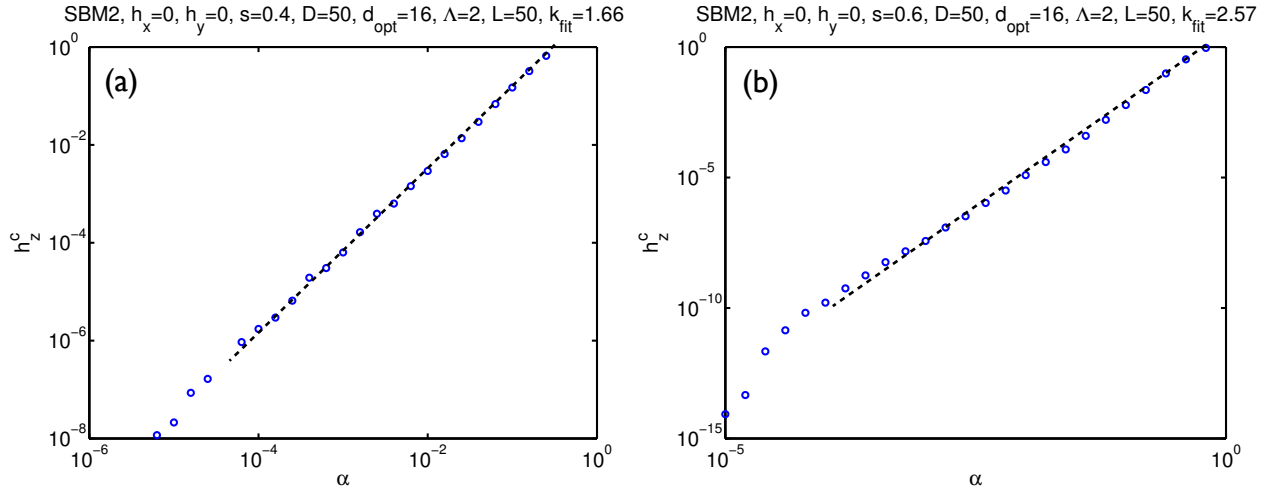 SBM2, h_x=0, h_y=0, s=0.4, D=50, d_opt=16, Λ=2, L=50, k_fit=1.66
(a)
10^0
10^-2
10^-4
10^-6
10^-8
h_z^c
10^-6
10^-4
10^-2
10^0
α
SBM2, h_x=0, h_y=0, s=0.6, D=50, d_opt=16, Λ=2, L=50, k_fit=2.57
(b)
10^0
10^-5
10^-10
10^-15
h_z^c
10^-5
10^0
α